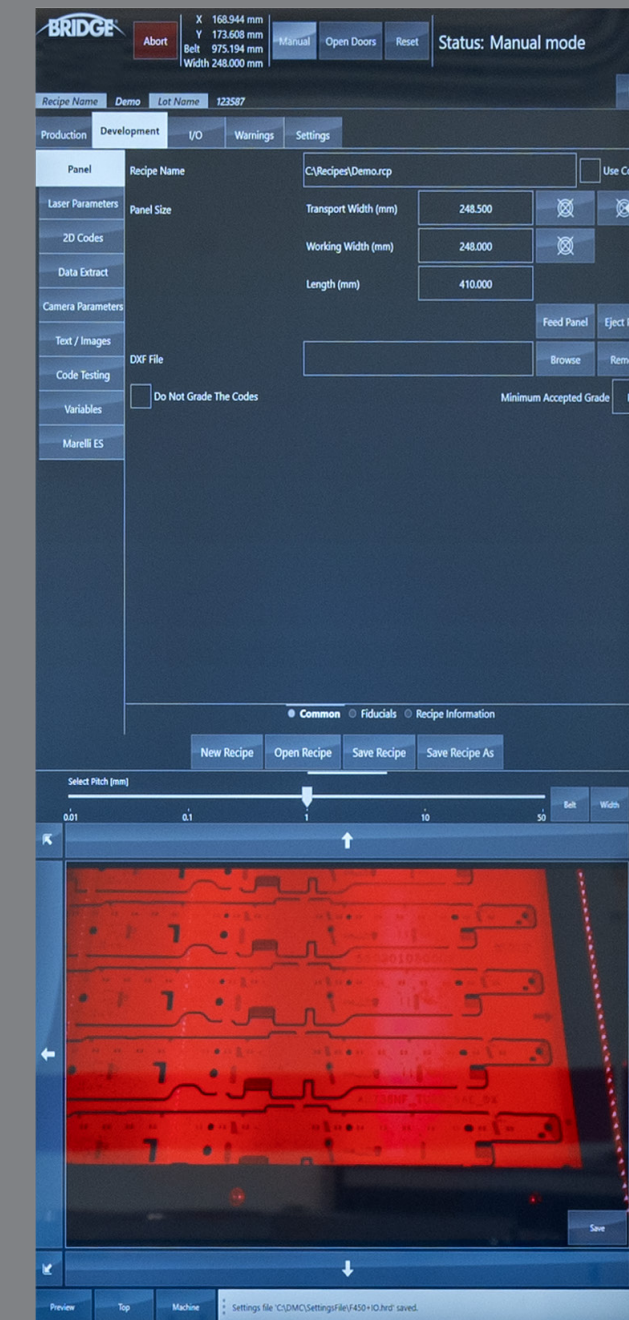 BRIDGE
Abort
X 168.944 mm
Y 173.608 mm
Belt 975.194 mm
Width 248.000 mm
Manual Open Doors Reset
Status: Manual mode
Recipe Name Demo Lot Name 123587
Production Development I/O Warnings Settings
Panel
Recipe Name C:\Recipes\Demo.rcp Use
Laser Parameters
Panel Size Transport Width (mm) 248.500
2D Codes
Working Width (mm) 248.000
Data Extract
Length (mm) 410.000
Camera Parameters
Feed Panel Eject
Text / Images
DXF File Browse
Code Testing
Do Not Grade The Codes Minimum Accepted Grade
Variables
Marelli ES
Common Fiducials Recipe Information
New Recipe Open Recipe Save Recipe Save Recipe As
Select Pitch [mm]
Belt Width
0.01 0.1 1 10 50
Save
Preview Top Machine Settings file 'C:\DMC\SettingsFile\F450+IO.hrd' saved.